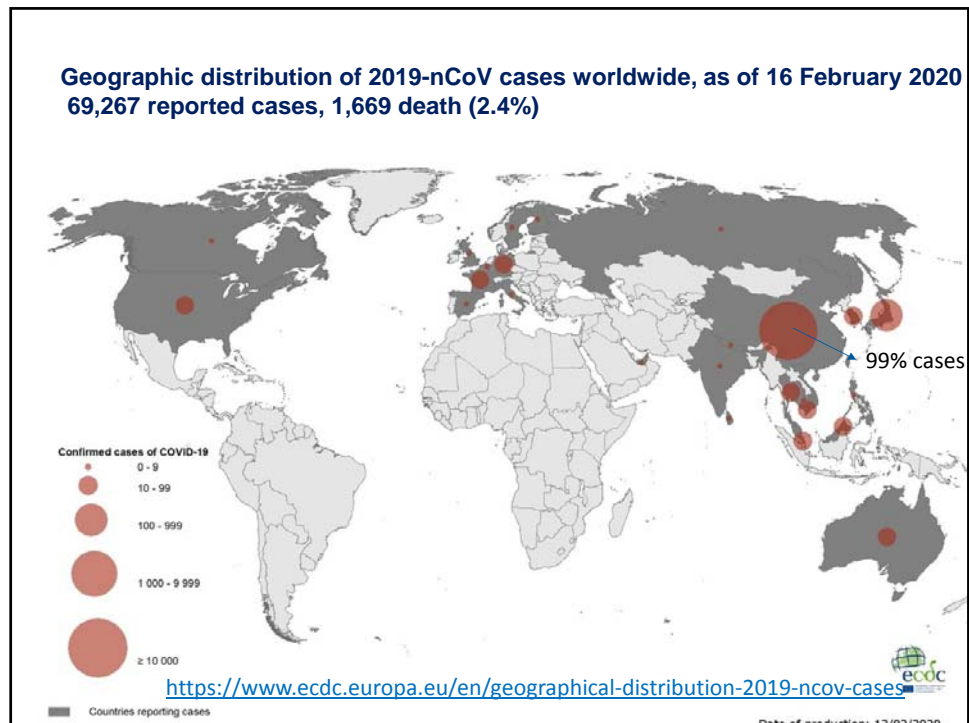 Geographic distribution of 2019-nCoV cases worldwide, as of 16 February 2020
69,267 reported cases, 1,669 death (2.4%)
99% cases
Confirmed cases of COVID-19
0 - 9
10 - 99
100 - 999
1 000 - 9 999
≥ 10 000
ecdc
https://www.ecdc.europa.eu/en/geographical-distribution-2019-ncov-cases
Countries reporting cases